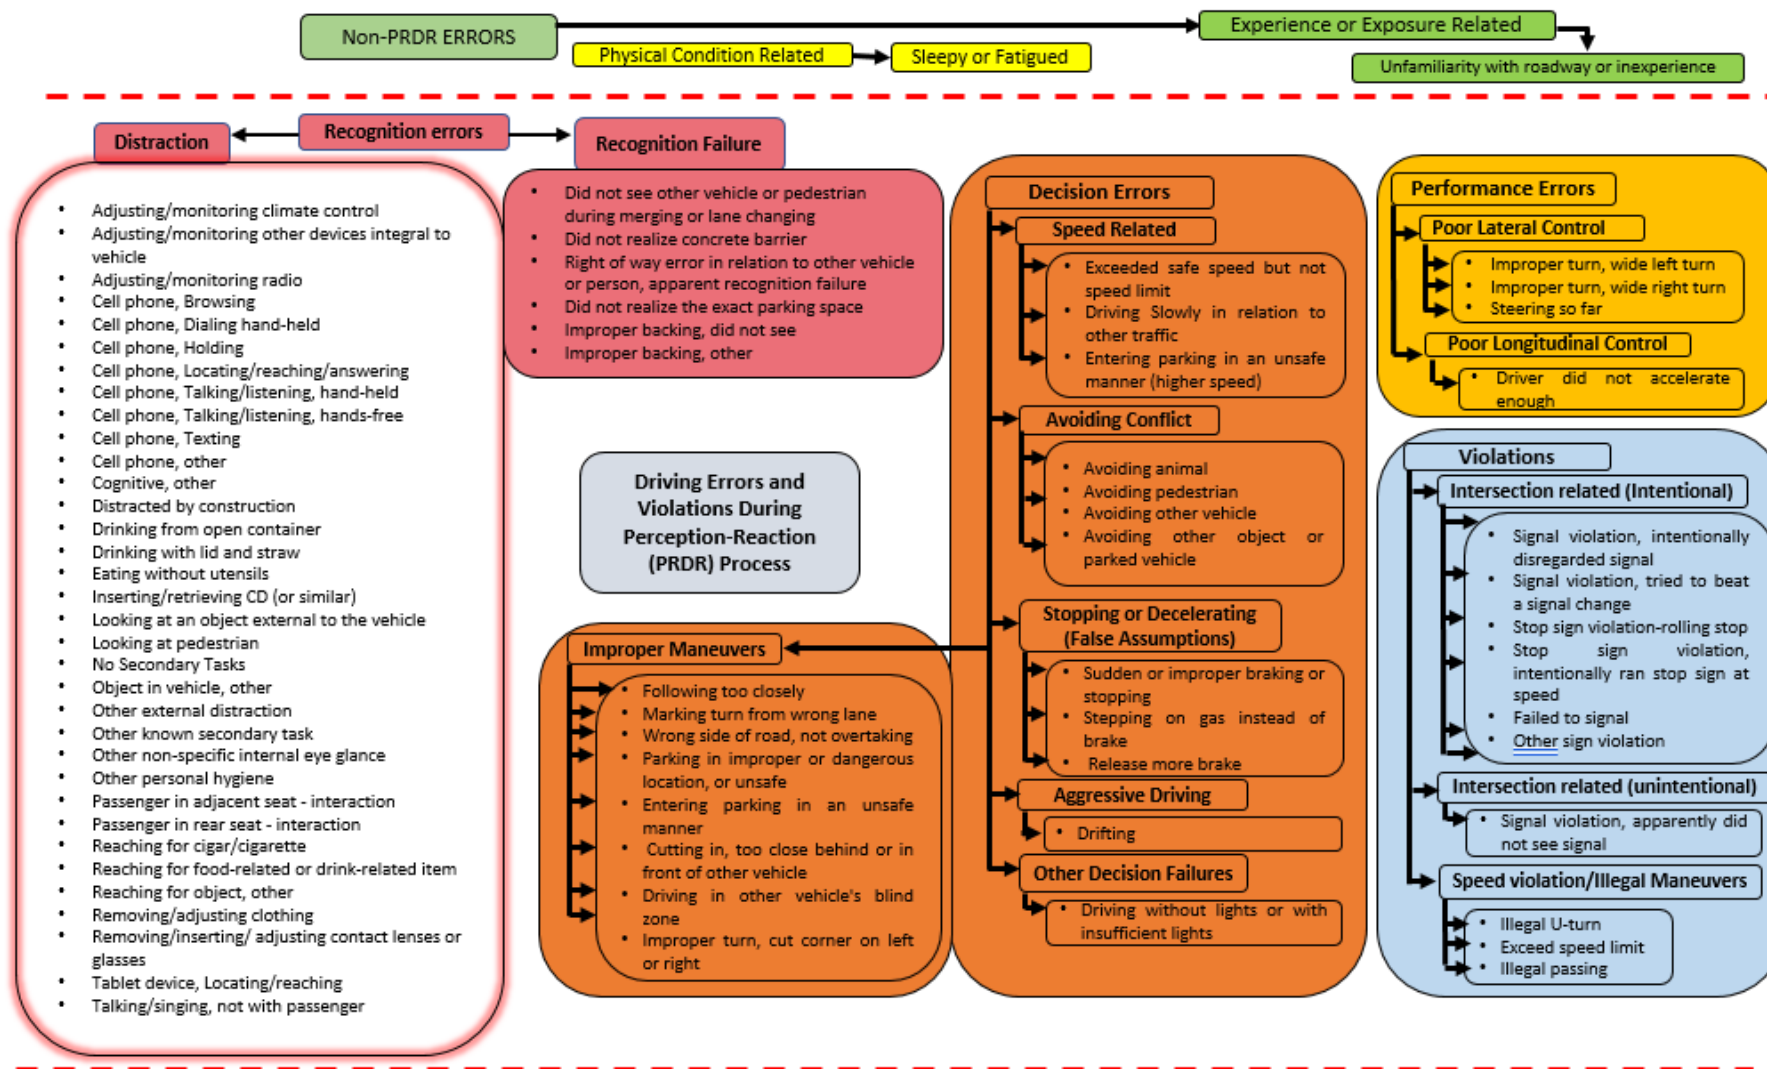 Non-PRDR ERRORS
Experience or Exposure Related
Physical Condition Related
Sleepy or Fatigued
Unfamiliarity with roadway or inexperience
Distraction
Recognition errors
Recognition Failure
• Adjusting/monitoring climate control
• Adjusting/monitoring other devices integral to
vehicle
• Adjusting/monitoring radio
• Cell phone, Browsing
• Cell phone, Dialing hand-held
• Cell phone, Holding
• Cell phone, Locating/reaching/answering
• Cell phone, Talking/listening, hand-held
• Cell phone, Talking/listening, hands-free
• Cell phone, Texting
• Cell phone, other
• Cognitive, other
• Distracted by construction
• Drinking from open container
• Drinking with lid and straw
• Eating without utensils
• Inserting/retrieving CD (or similar)
• Looking at an object external to the vehicle
• Looking at pedestrian
• No Secondary Tasks
• Object in vehicle, other
• Other external distraction
• Other known secondary task
• Other non-specific internal eye glance
• Other personal hygiene
• Passenger in adjacent seat - interaction
• Passenger in rear seat - interaction
• Reaching for cigar/cigarette
• Reaching for food-related or drink-related item
• Reaching for object, other
• Removing/adjusting clothing
• Removing/inserting/ adjusting contact lenses or
glasses
• Tablet device, Locating/reaching
• Talking/singing, not with passenger
• Did not see other vehicle or pedestrian
during merging or lane changing
• Did not realize concrete barrier
• Right of way error in relation to other vehicle
or person, apparent recognition failure
• Did not realize the exact parking space
• Improper backing, did not see
• Improper backing, other
Driving Errors and
Violations During
Perception-Reaction
(PRDR) Process
Improper Maneuvers
• Following too closely
• Marking turn from wrong lane
• Wrong side of road, not overtaking
• Parking in improper or dangerous
location, or unsafe
• Entering parking in an unsafe
manner
• Cutting in, too close behind or in
front of other vehicle
• Driving in other vehicle's blind
zone
• Improper turn, cut corner on left
or right
Decision Errors
Speed Related
• Exceeded safe speed but not
speed limit
• Driving Slowly in relation to
other traffic
• Entering parking in an unsafe
manner (higher speed)
Avoiding Conflict
• Avoiding animal
• Avoiding pedestrian
• Avoiding other vehicle
• Avoiding other object or
parked vehicle
Stopping or Decelerating
(False Assumptions)
• Sudden or improper braking or
stopping
• Stepping on gas instead of
brake
• Release more brake
Aggressive Driving
• Drifting
Other Decision Failures
• Driving without lights or with
insufficient lights
Performance Errors
Poor Lateral Control
• Improper turn, wide left turn
• Improper turn, wide right turn
• Steering so far
Poor Longitudinal Control
• Driver did not accelerate
enough
Violations
Intersection related (Intentional)
• Signal violation, intentionally
disregarded signal
• Signal violation, tried to beat
a signal change
• Stop sign violation-rolling stop
• Stop sign violation,
intentionally ran stop sign at
speed
• Failed to signal
• Other sign violation
Intersection related (unintentional)
• Signal violation, apparently did
not see signal
Speed violation/Illegal Maneuvers
• Illegal U-turn
• Exceed speed limit
• Illegal passing